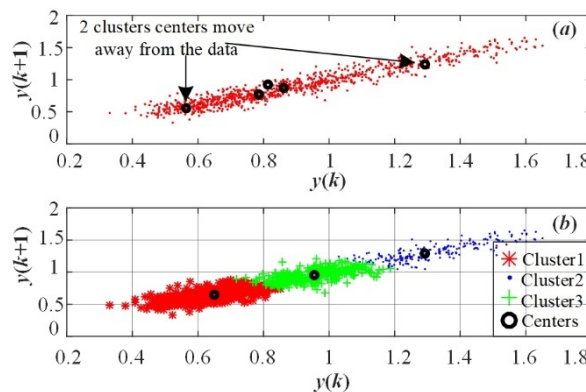 2 clusters centers move
away from the data
(a)
y(k+1)
2
1.5
1
0.5
0
0.2 0.4 0.6 0.8 1 1.2 1.4 1.6 1.8
y(k)
(b)
y(k+1)
2
1.5
1
0.5
0
Cluster1
Cluster2
Cluster3
Centers
0.2 0.4 0.6 0.8 1 1.2 1.4 1.6 1.8
y(k)